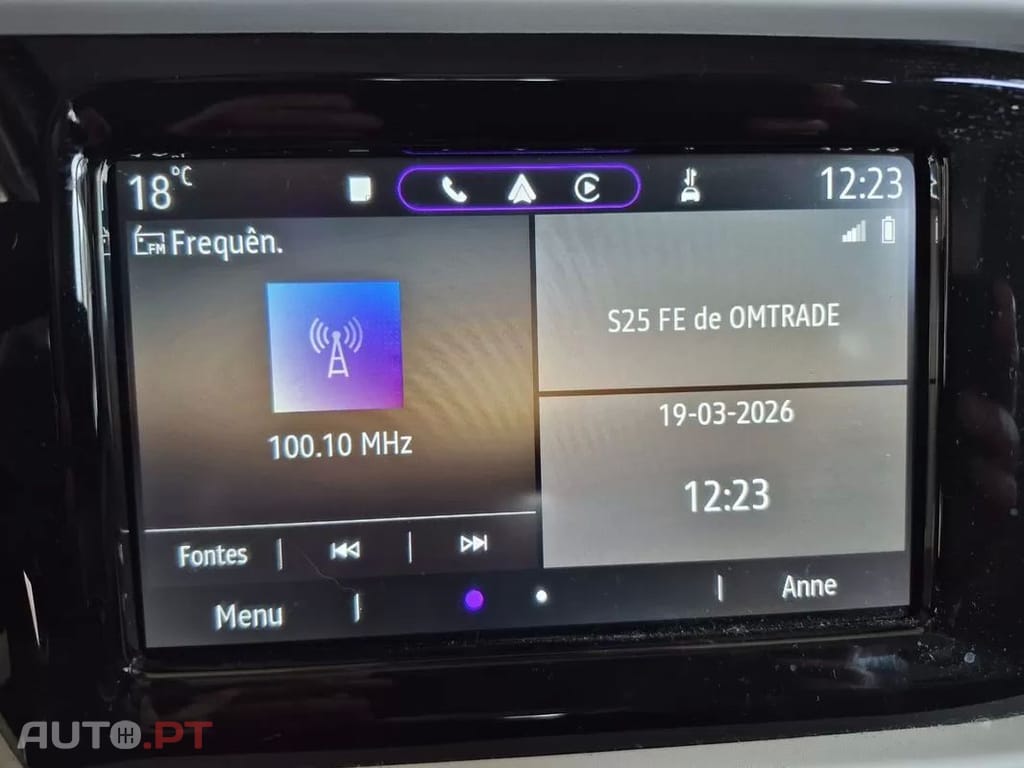 18°C
12:23
FM Frequên.
100.10 MHz
Fontes
Menu
S25 FE de OMTRADE
19-03-2026
12:23
Anne
AUTO.PT